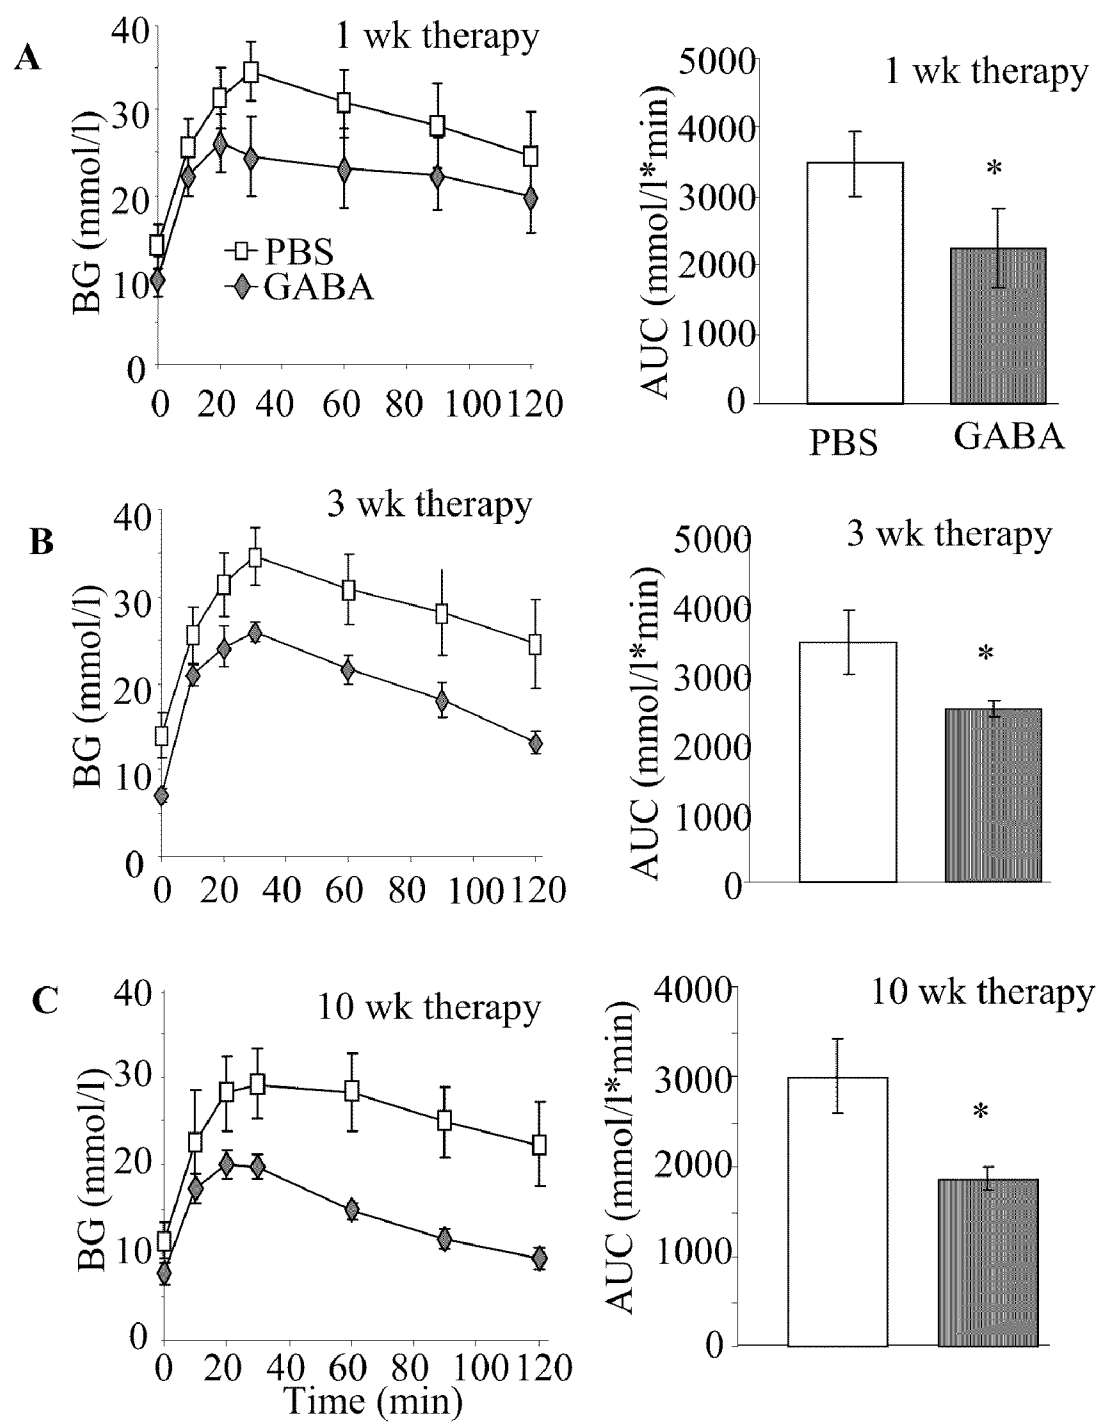 A
1 wk therapy
BG (mmol/l)
40
30
20
10
0
PBS
GABA
0 20 40 60 80 100 120
1 wk therapy
AUC (mmol/l*min)
5000
4000
3000
2000
1000
0
*
PBS GABA
B
3 wk therapy
BG (mmol/l)
40
30
20
10
0
0 20 40 60 80 100 120
3 wk therapy
AUC (mmol/l*min)
5000
4000
3000
2000
1000
0
*
C
10 wk therapy
BG (mmol/l)
40
30
20
10
0
0 20 40 60 80 100 120
Time (min)
10 wk therapy
AUC (mmol/l*min)
4000
3000
2000
1000
0
*